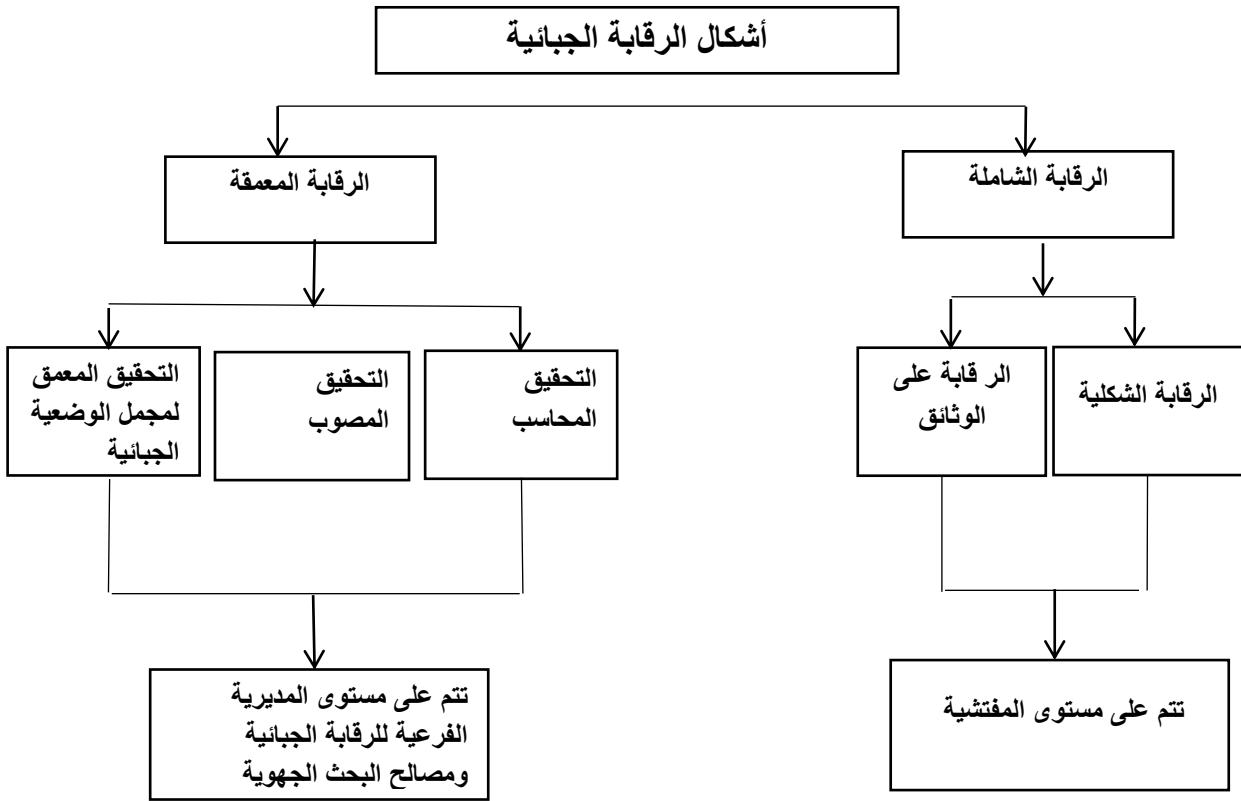 أشكال الرقابة الجبائية
الرقابة الشاملة
الرقابة المعمقة
الرقابة الشكلية
الر قابة على
الوثائق
التحقيق
المحاسب
التحقيق
المصوب
التحقيق المعمق
لمجمل الوضعية
الجبائية
تتم على مستوى المفتشية
تتم على مستوى المديرية
الفرعية للرقابة الجبائية
ومصالح البحث الجهوية